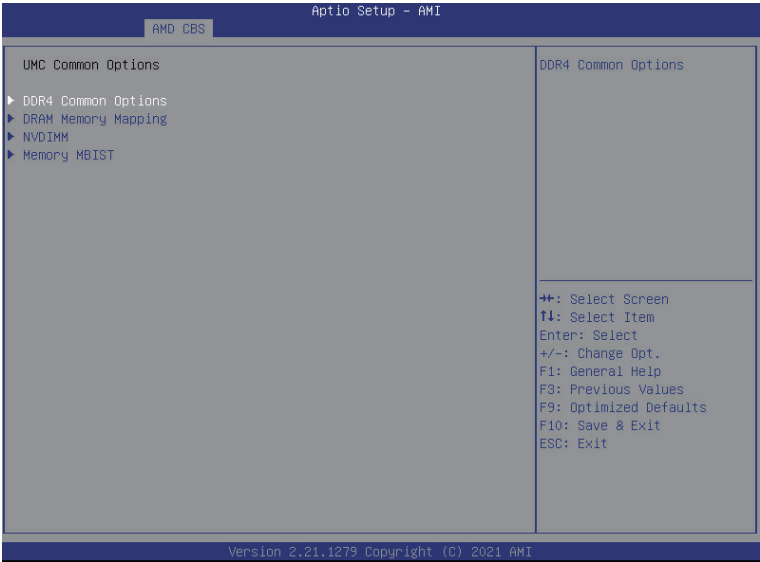 Aptio Setup – AMI
AMD CBS
UMC Common Options
DDR4 Common Options
DRAM Memory Mapping
NVDIMM
Memory MBIST
DDR4 Common Options
→←: Select Screen
↑↓: Select Item
Enter: Select
+/-: Change Opt.
F1: General Help
F3: Previous Values
F9: Optimized Defaults
F10: Save & Exit
ESC: Exit
Version 2.21.1279 Copyright (C) 2021 AMI